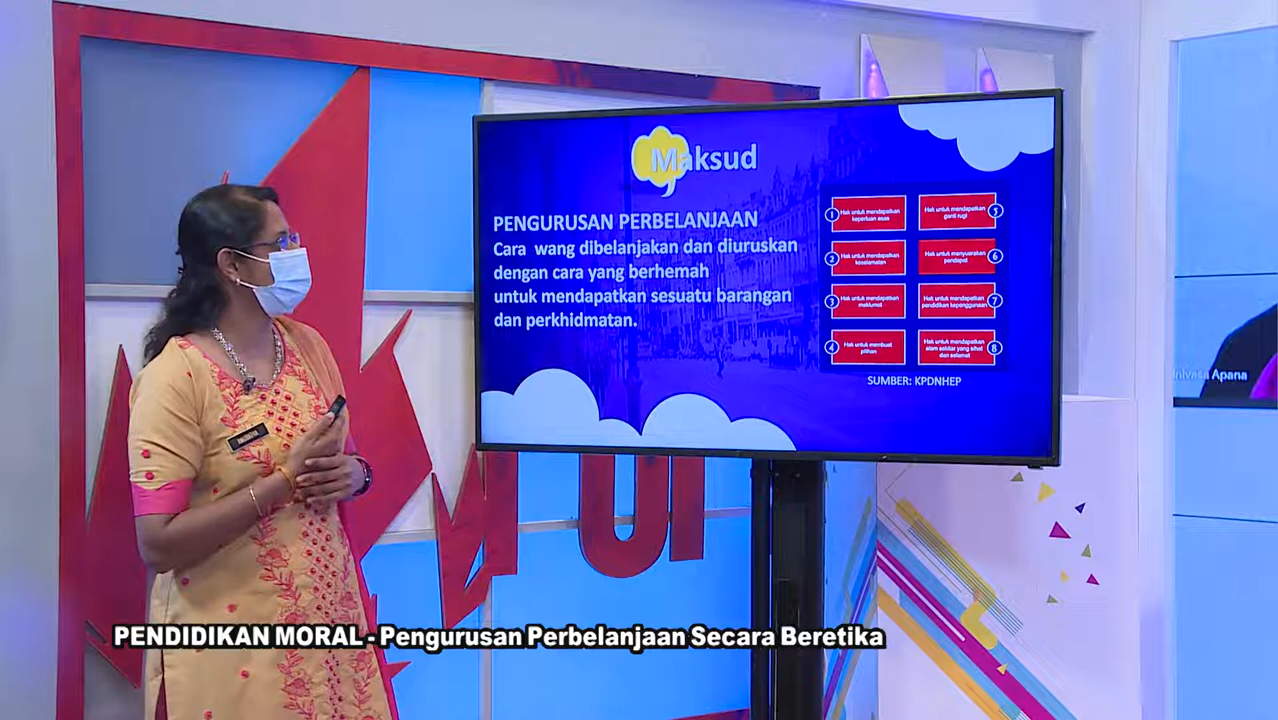 Maksud
PENGURUSAN PERBELANJAAN
Cara wang dibelanjakan dan diuruskan
dengan cara yang berhemah
untuk mendapatkan sesuatu barangan
dan perkhidmatan.
1
Hak untuk mendapatkan
keperluan asas
2
Hak untuk mendapatkan
keselamatan
3
Hak untuk mendapatkan
maklumat
4
Hak untuk membuat
pilihan
Hak untuk mendapatkan
ganti rugi
5
Hak untuk menyuarakan
pendapat
6
Hak untuk mendapatkan
pendidikan kepenggunaan
7
Hak untuk mendapatkan
alam sekitar yang sihat
dan selamat
8
SUMBER: KPDNHEP
Apana
PENDIDIKAN MORAL - Pengurusan Perbelanjaan Secara Beretika